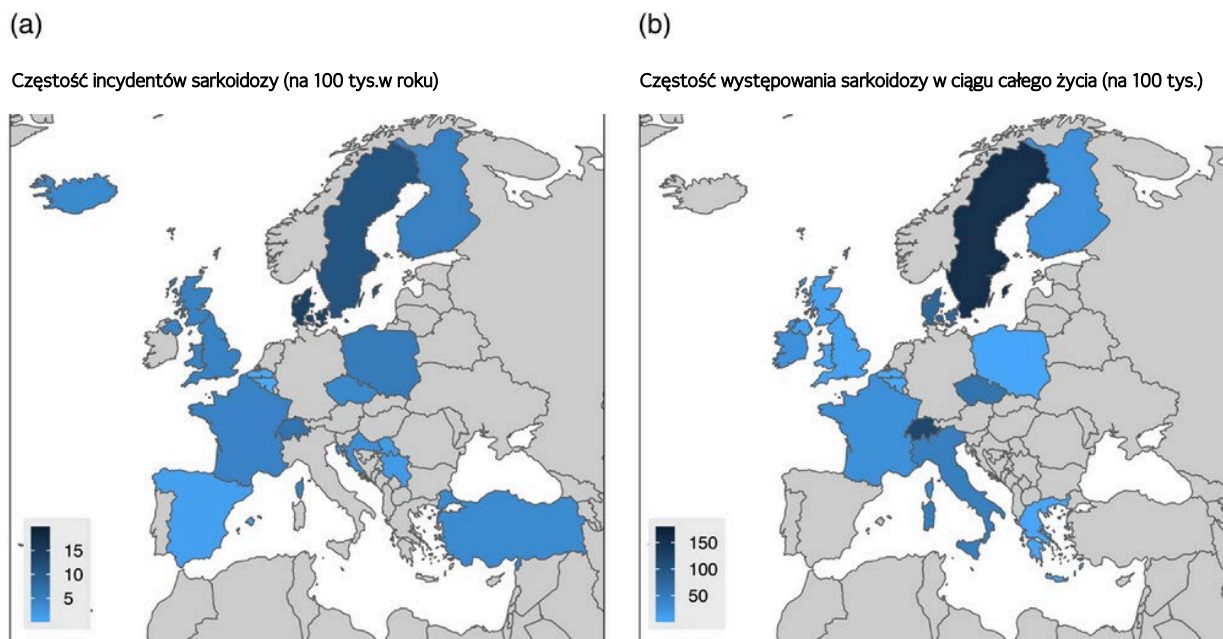 (a)
Częstość incydentów sarkoidozy (na 100 tys.w roku)
15
10
5
(b)
Częstość występowania sarkoidozy w ciągu całego życia (na 100 tys.)
150
100
50